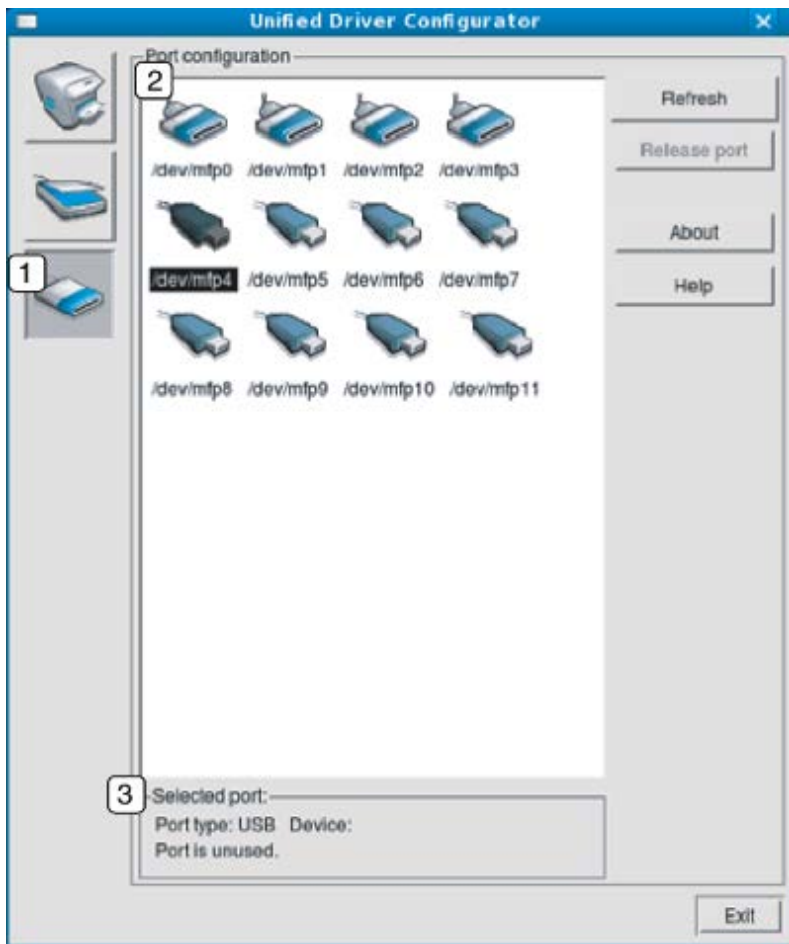 Unified Driver Configurator
Port configuration
2
/dev/mfp0 /dev/mfp1 /dev/mfp2 /dev/mfp3
/dev/mfp4 /dev/mfp5 /dev/mfp6 /dev/mfp7
/dev/mfp8 /dev/mfp9 /dev/mfp10 /dev/mfp11
Refresh
Release port
About
Help
1
3
Selected port:
Port type: USB Device:
Port is unused.
Exit